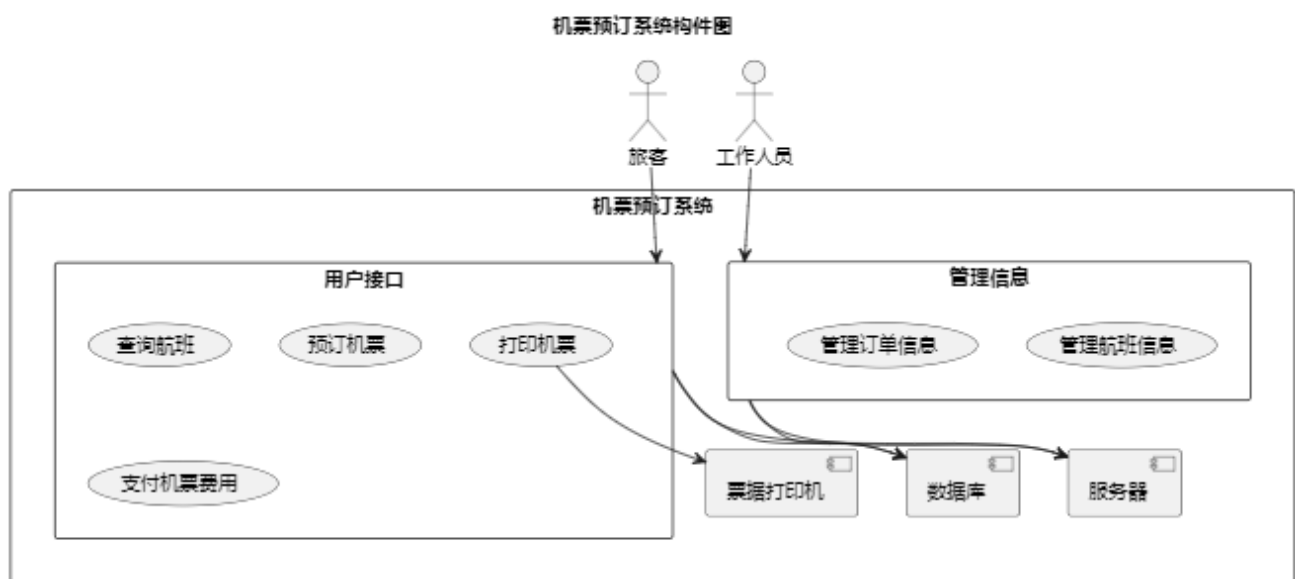 机票预订系统构件图
旅客
工作人员
机票预订系统
用户接口
管理信息
查询航班
预订机票
打印机票
管理订单信息
管理航班信息
支付机票费用
票据打印机
数据库
服务器